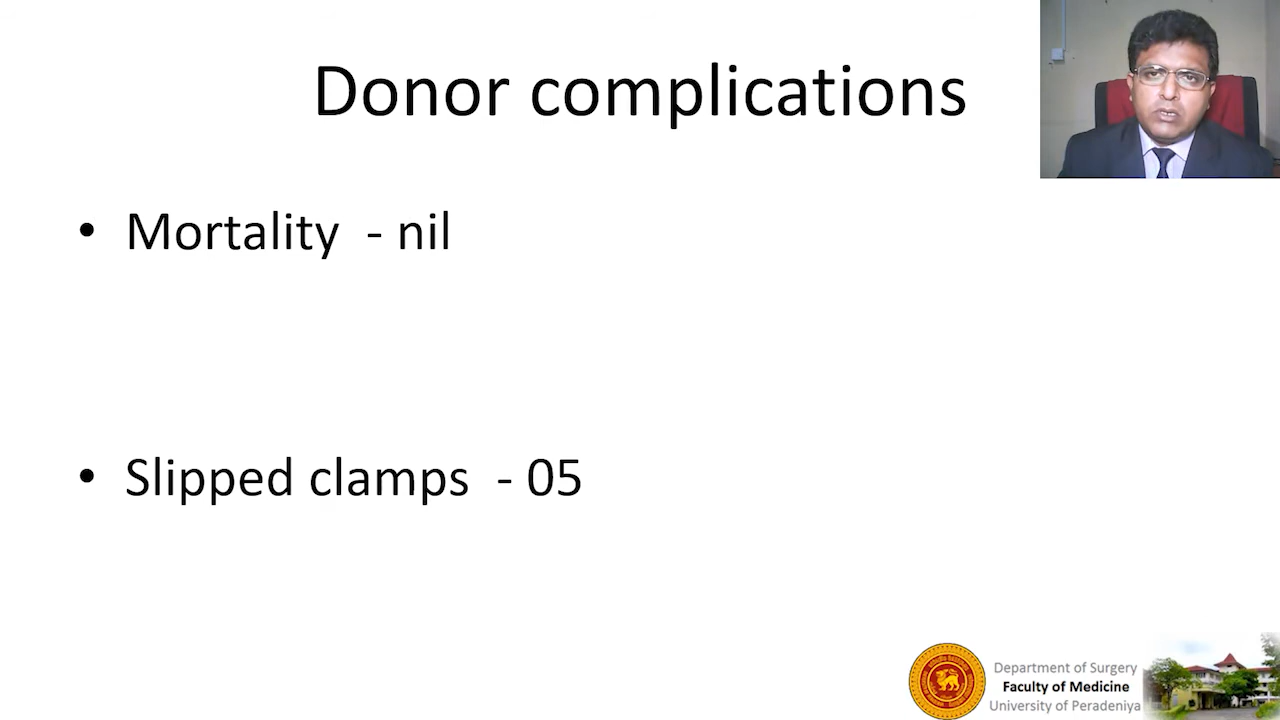 Donor complications
• Mortality - nil
• Slipped clamps - 05
Department of Surgery
Faculty of Medicine
University of Peradeniya